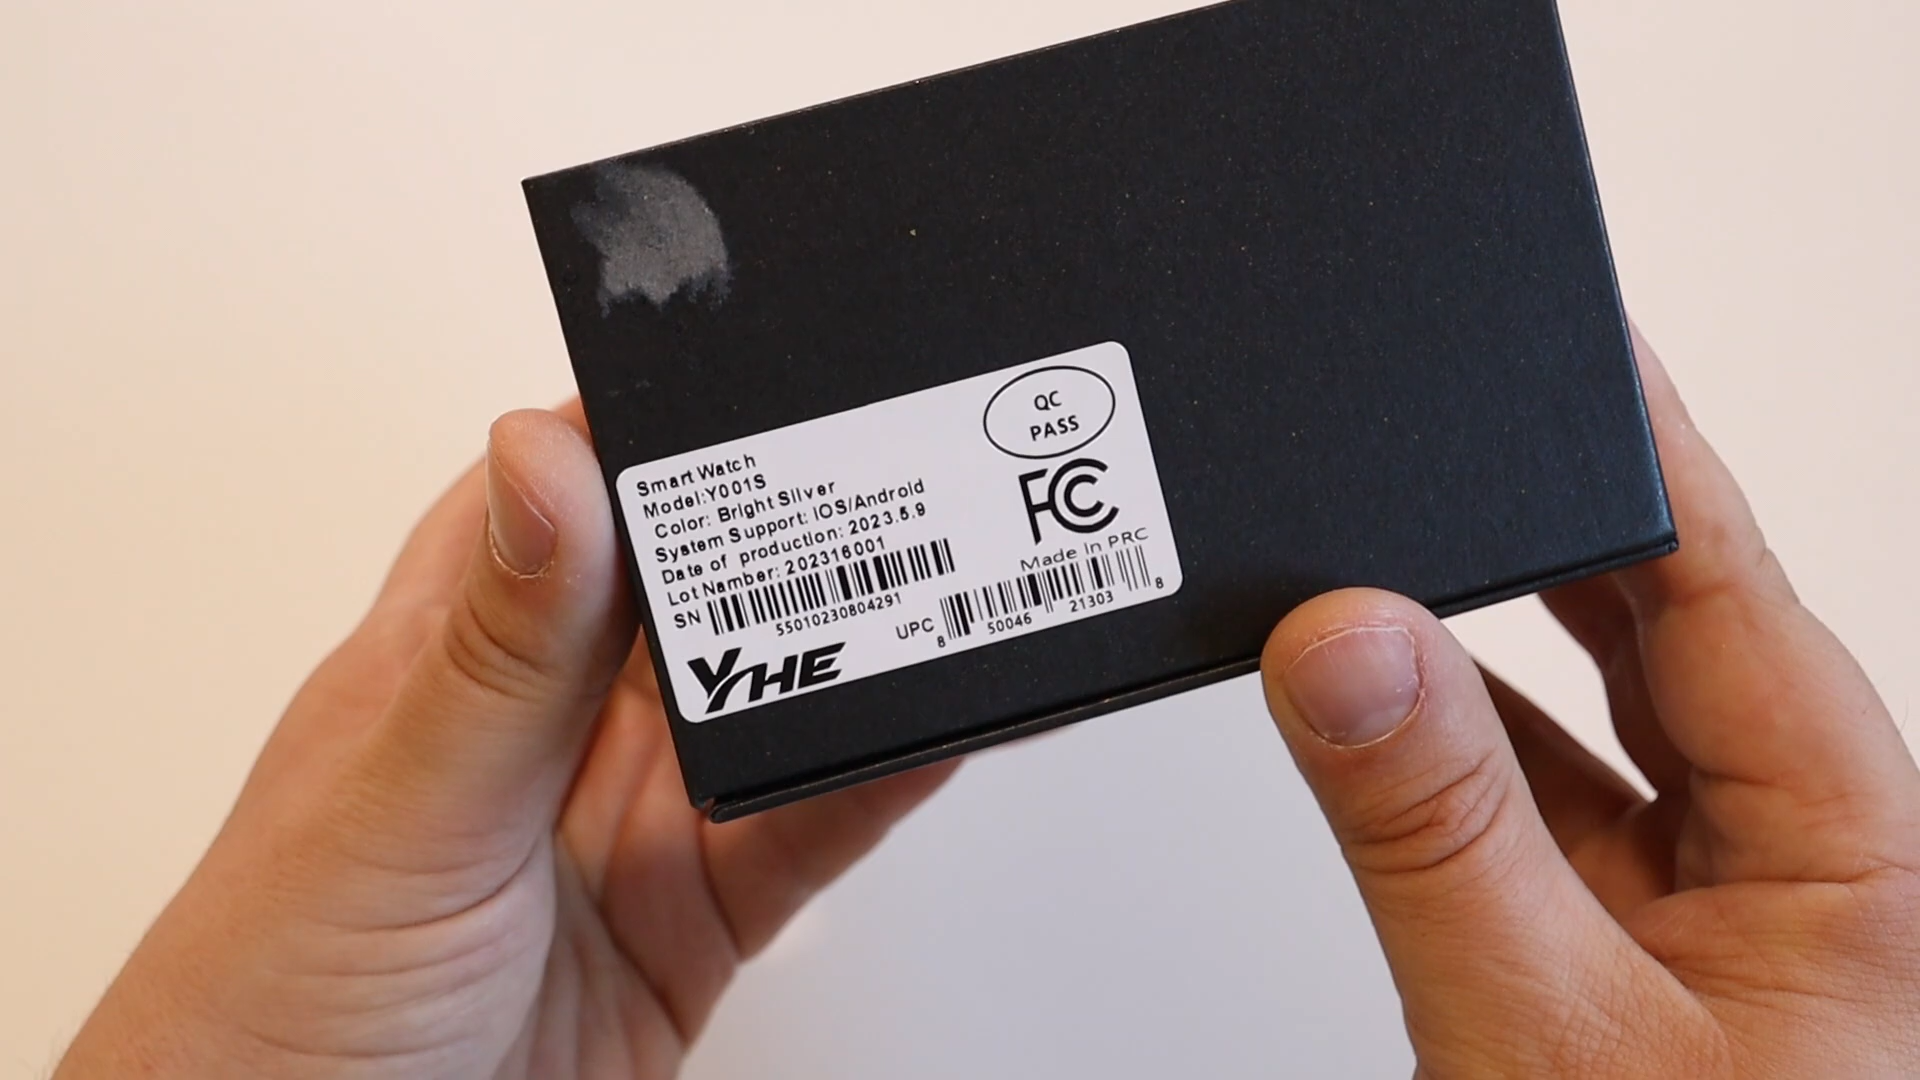 Smart Watch
Model:Y001S
Color: Bright Silver
System Support: IOS/Android
Date of production: 2023.5.9
Lot Namber: 202316001
SN
55010230804291
YHE
QC
PASS
FC
Made In PRC
UPC
8 50046 21303 8